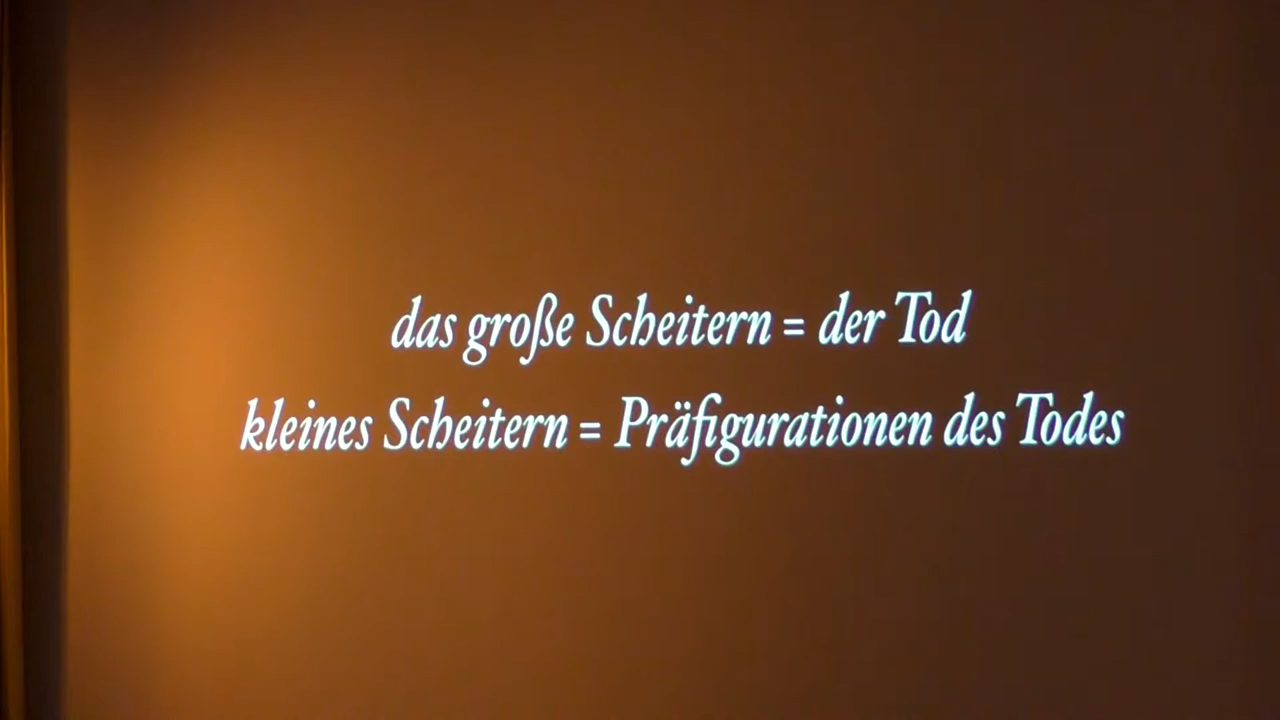 das große Scheitern = der Tod
kleines Scheitern = Präfigurationen des Todes